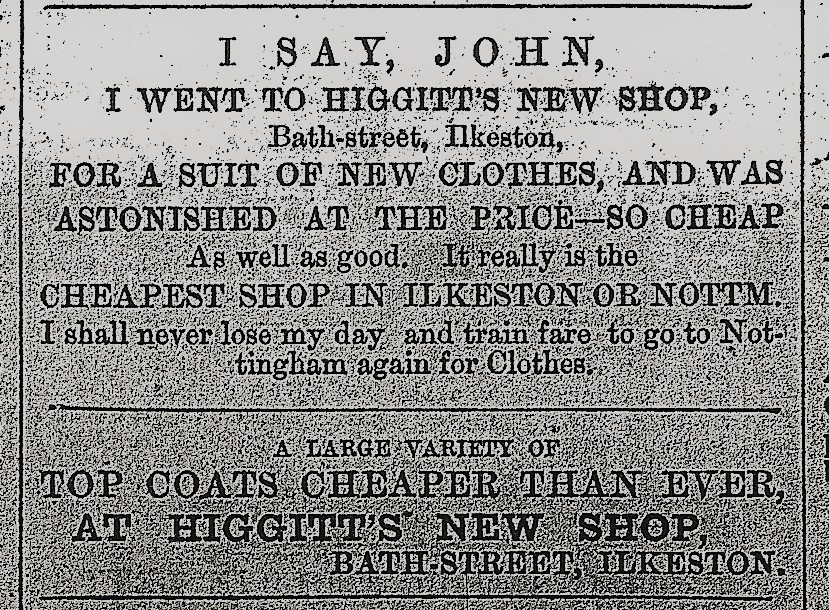 I SAY, JOHN,
I WENT TO HIGGITT'S NEW SHOP,
Bath-street, Ilkeston,
FOR A SUIT OF NEW CLOTHES, AND WAS
ASTONISHED AT THE PRICE—SO CHEAP
As well as good. It really is the
CHEAPEST SHOP IN ILKESTON OR NOTTM.
I shall never lose my day and train fare to go to Not-
tingham again for Clothes.
A LARGE VARIETY OF
TOP COATS CHEAPER THAN EVER,
AT HIGGITT'S NEW SHOP,
BATH-STREET, ILKESTON.